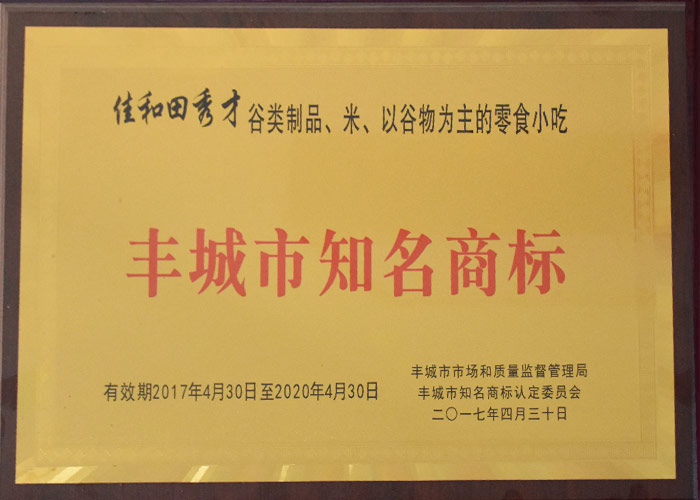 佳和田秀才 谷类制品、米、以谷物为主的零食小吃
丰城市知名商标
有效期2017年4月30日至2020年4月30日
丰城市市场和质量监督管理局
丰城市知名商标认定委员会
二〇一七年四月三十日